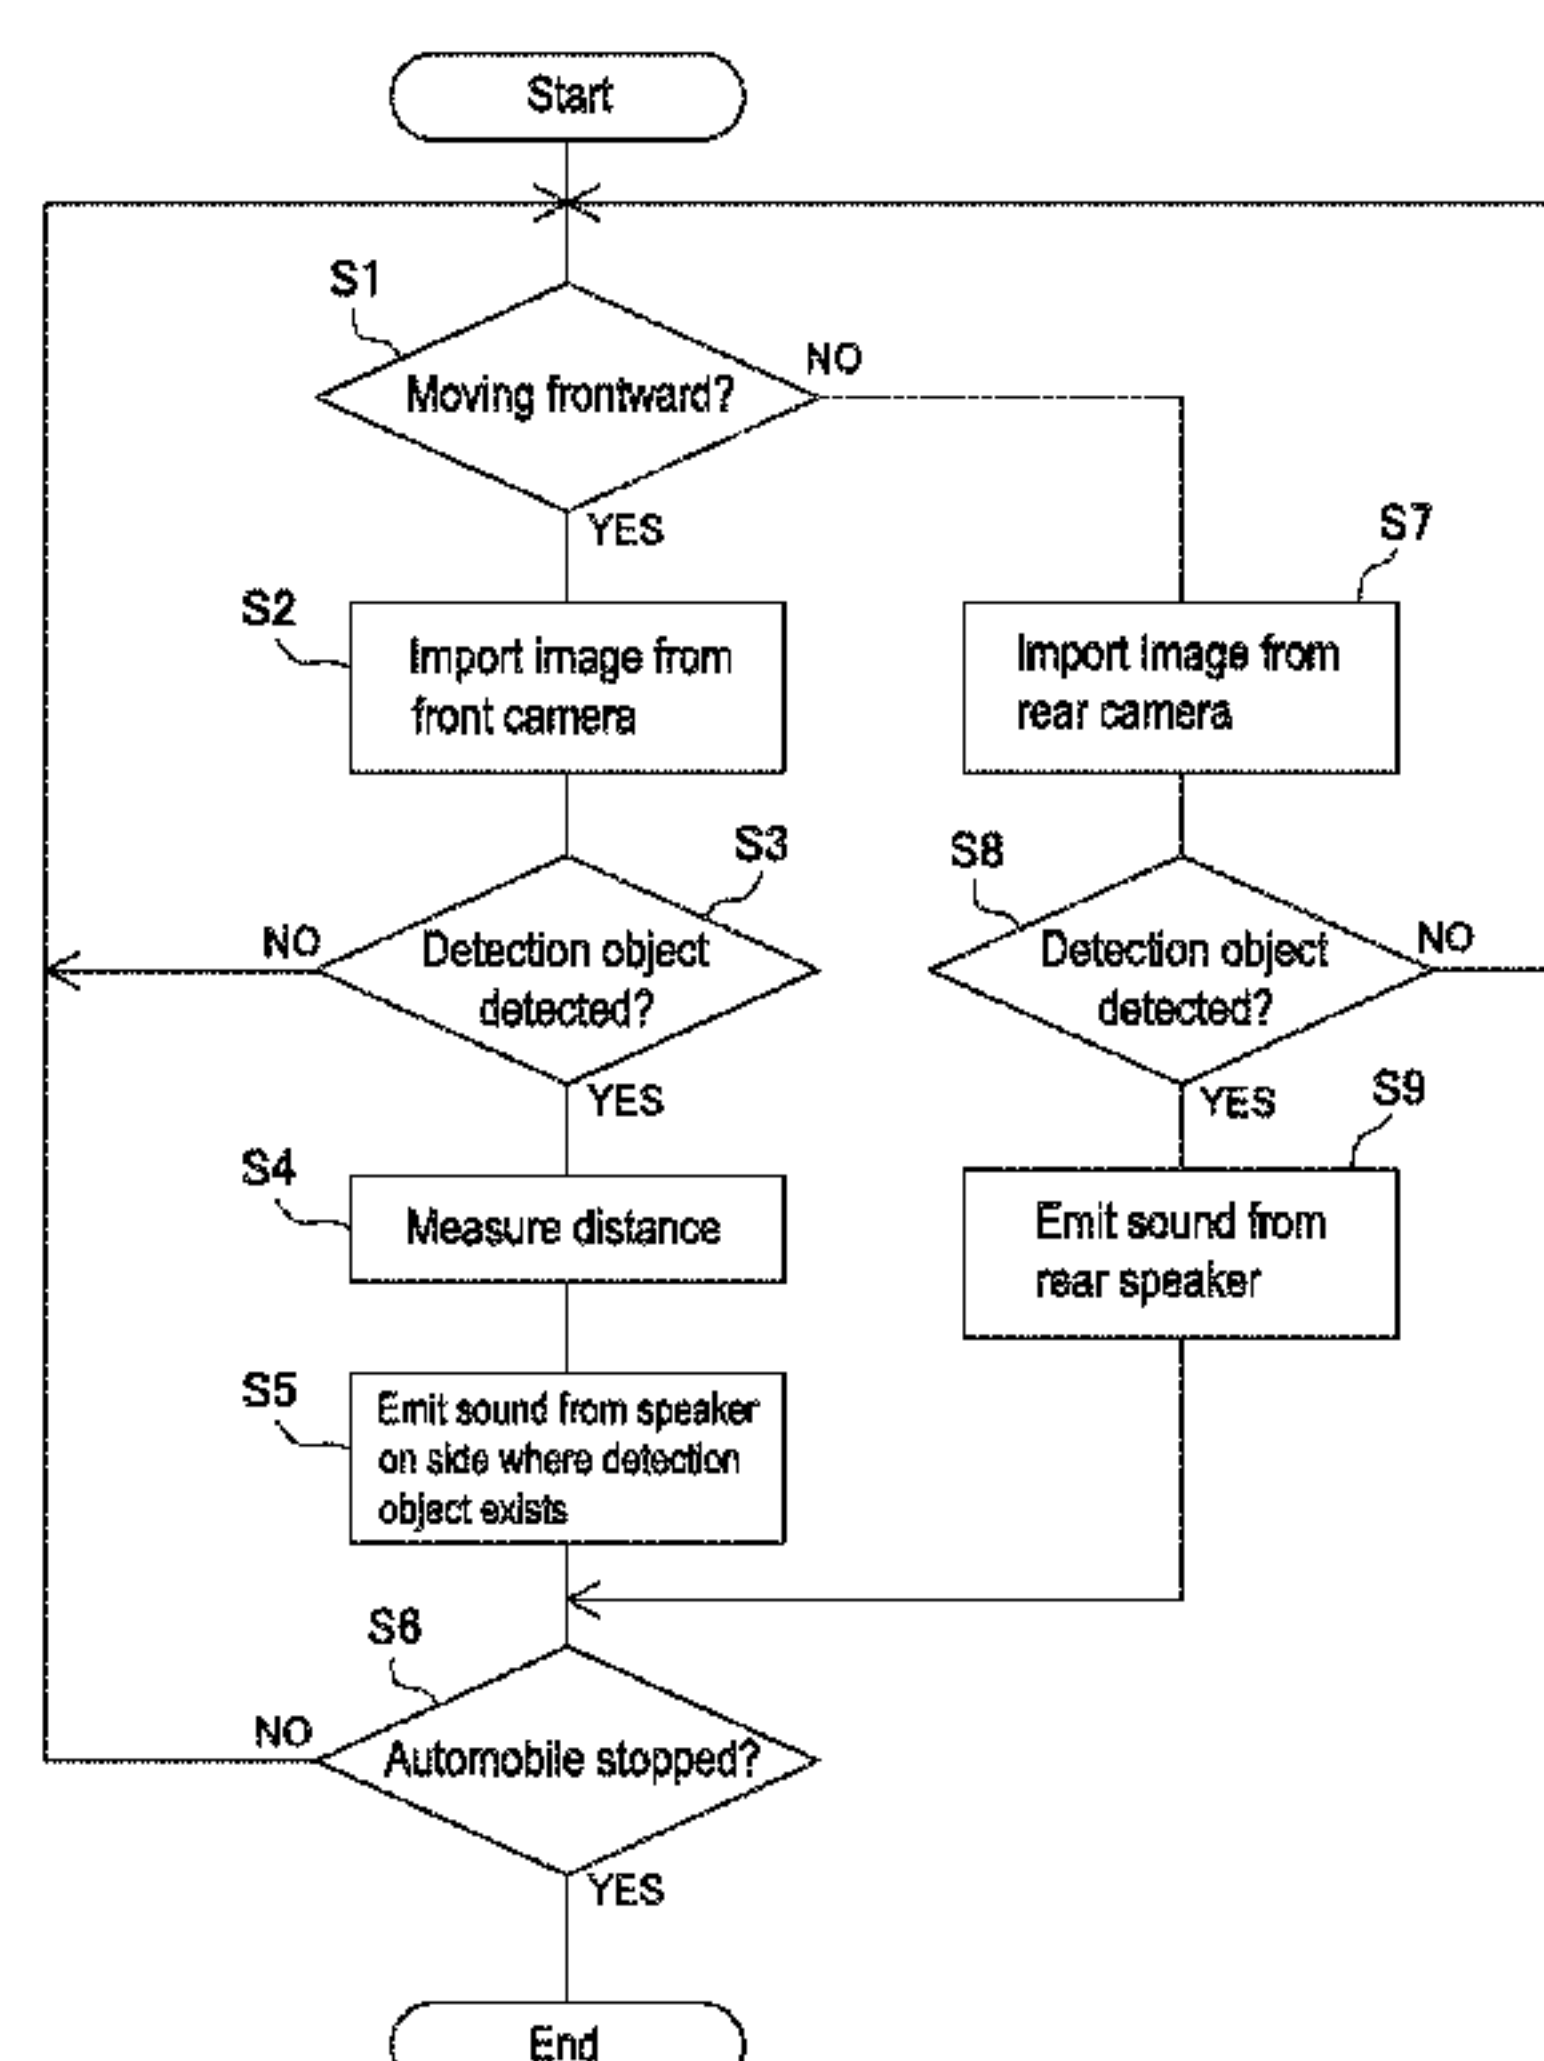 Start
S1
Moving frontward?
NO
YES
S2
Import image from
front camera
S7
Import image from
rear camera
S3
Detection object
detected?
NO
YES
S8
Detection object
detected?
NO
YES
S4
Measure distance
S9
Emit sound from
rear speaker
S5
Emit sound from speaker
on side where detection
object exists
S6
Automobile stopped?
NO
YES
End